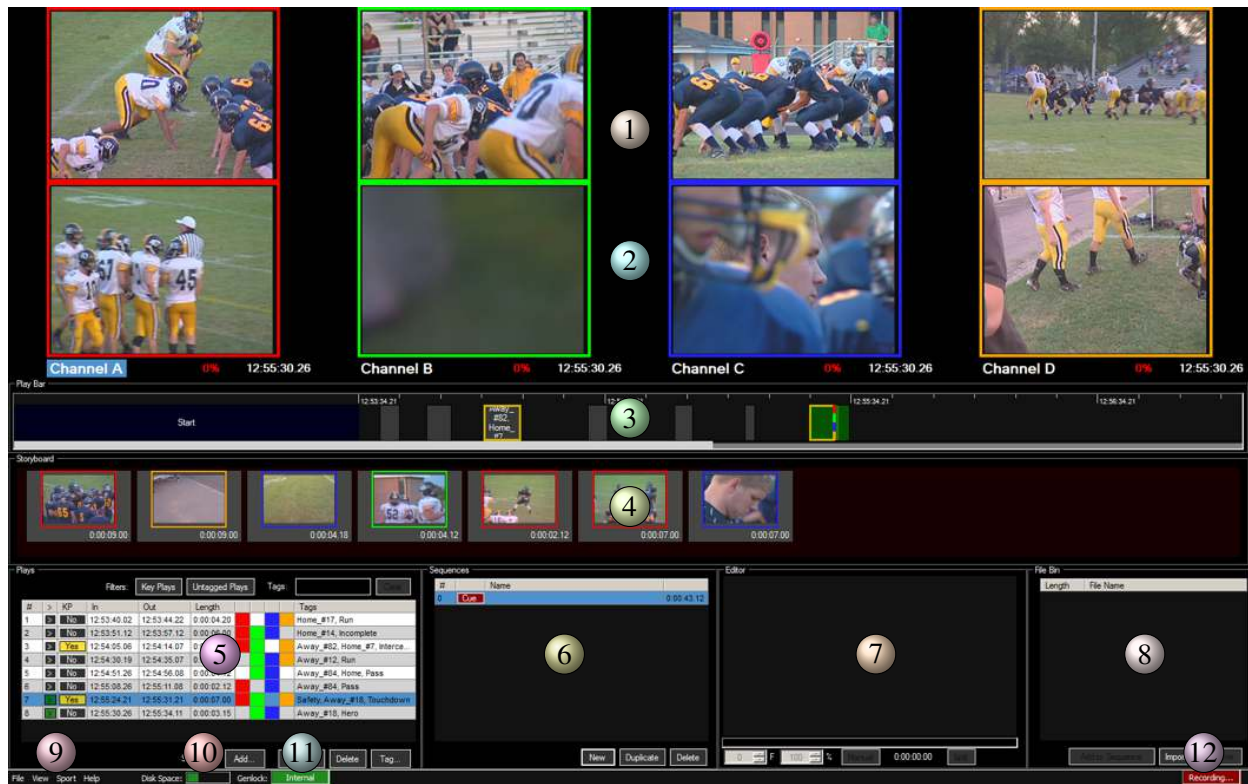 1
2
Channel A 0% 12:55:30.26
Channel B 0% 12:55:30.26
Channel C 0% 12:55:30.26
Channel D 0% 12:55:30.26
Play Bar
12:53:34.21 12:55:34.21 12:56:34.21
Start
Away_
#82,
Home_
#7
3
Storyboard
4
0:00:09.00 0:00:09.00 0:00:04.18 0:00:04.12 0:00:02.12 0:00:07.00 0:00:07.00
Plays
Filters: Key Plays Untagged Plays Tags:
# > KP In Out Length Tags
1 > No 12:53:40.02 12:53:44.22 0:00:04.20 Home_#17, Run
2 > No 12:53:51.12 12:53:57.12 0:00:06.00 Home_#14, Incomplete
3 > Yes 12:54:05.06 12:54:14.07 Away_#82, Home_#7, Interce...
4 > No 12:54:30.19 12:54:35.07 Away_#12, Run
5 > No 12:54:51.26 12:54:56.08 Away_#84, Home, Pass
6 > No 12:55:08.26 12:55:11.08 0:00:02.12 Away_#84, Pass
7 Yes 12:55:24.21 12:55:31.21 0:00:07.00 Safety, Away_#18, Touchdown
8 No 12:55:30.26 12:55:34.11 0:00:03.15 Away_#18, Hero
5
Add... Delete Tag...
Sequences
# Name
0 Cue 0:00:43.12
6
New Duplicate Delete
Editor
7
0 F 100 % Manual 0:00:00.00
File Bin
Length File Name
8
9
10
11
12
File View Sport Help Disk Space: Genlock: Internal Recording...